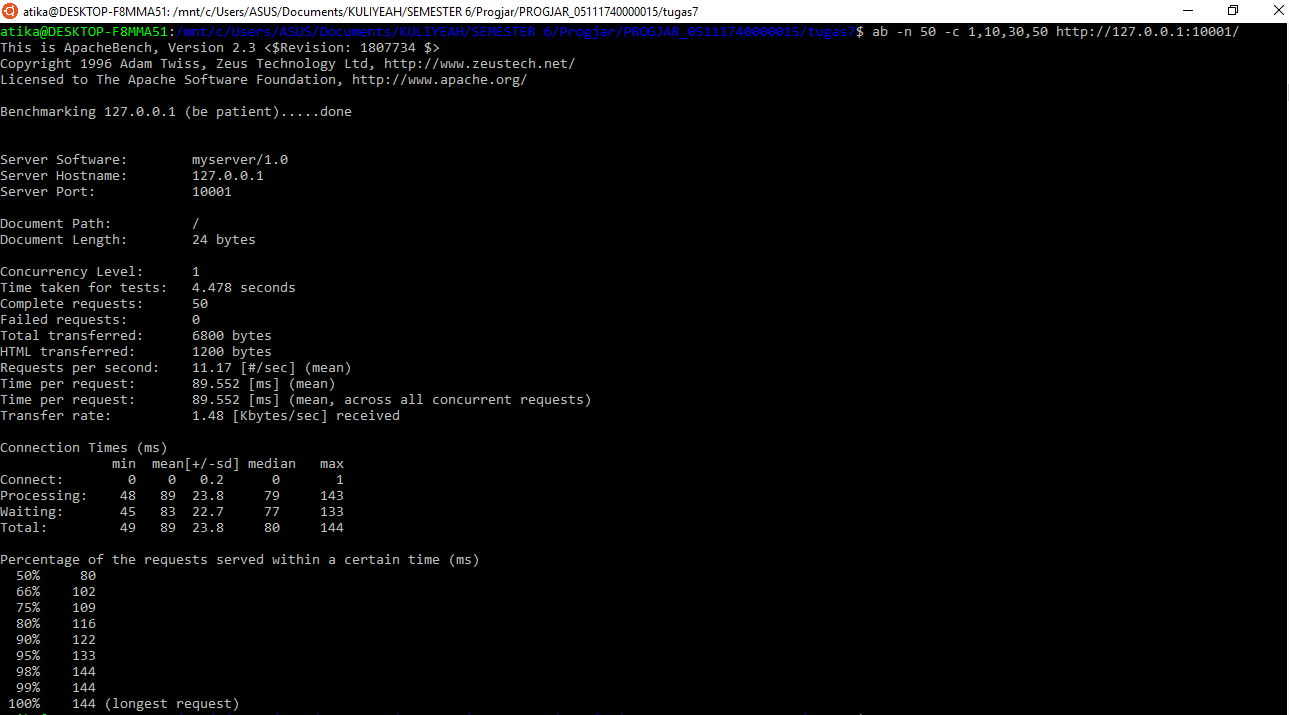 atika@DESKTOP-F8MMA51: /mnt/c/Users/ASUS/Documents/KULIYEAH/SEMESTER 6/Progjar/PROGJAR_05111740000015/tugas7
atika@DESKTOP-F8MMA51:/mnt/c/Users/ASUS/Documents/KULIYEAH/SEMESTER 6/Progjar/PROGJAR_05111740000015/tugas7$ ab -n 50 -c 1,10,30,50 http://127.0.0.1:10001/
This is ApacheBench, Version 2.3 <$Revision: 1807734 $>
Copyright 1996 Adam Twiss, Zeus Technology Ltd, http://www.zeustech.net/
Licensed to The Apache Software Foundation, http://www.apache.org/

Benchmarking 127.0.0.1 (be patient).....done


Server Software:        myserver/1.0
Server Hostname:        127.0.0.1
Server Port:            10001

Document Path:          /
Document Length:        24 bytes

Concurrency Level:      1
Time taken for tests:   4.478 seconds
Complete requests:      50
Failed requests:        0
Total transferred:      6800 bytes
HTML transferred:       1200 bytes
Requests per second:    11.17 [#/sec] (mean)
Time per request:       89.552 [ms] (mean)
Time per request:       89.552 [ms] (mean, across all concurrent requests)
Transfer rate:          1.48 [Kbytes/sec] received

Connection Times (ms)
              min  mean[+/-sd] median   max
Connect:        0    0   0.2      0       1
Processing:    48   89  23.8     79     143
Waiting:       45   83  22.7     77     133
Total:         49   89  23.8     80     144

Percentage of the requests served within a certain time (ms)
  50%     80
  66%    102
  75%    109
  80%    116
  90%    122
  95%    133
  98%    144
  99%    144
 100%    144 (longest request)